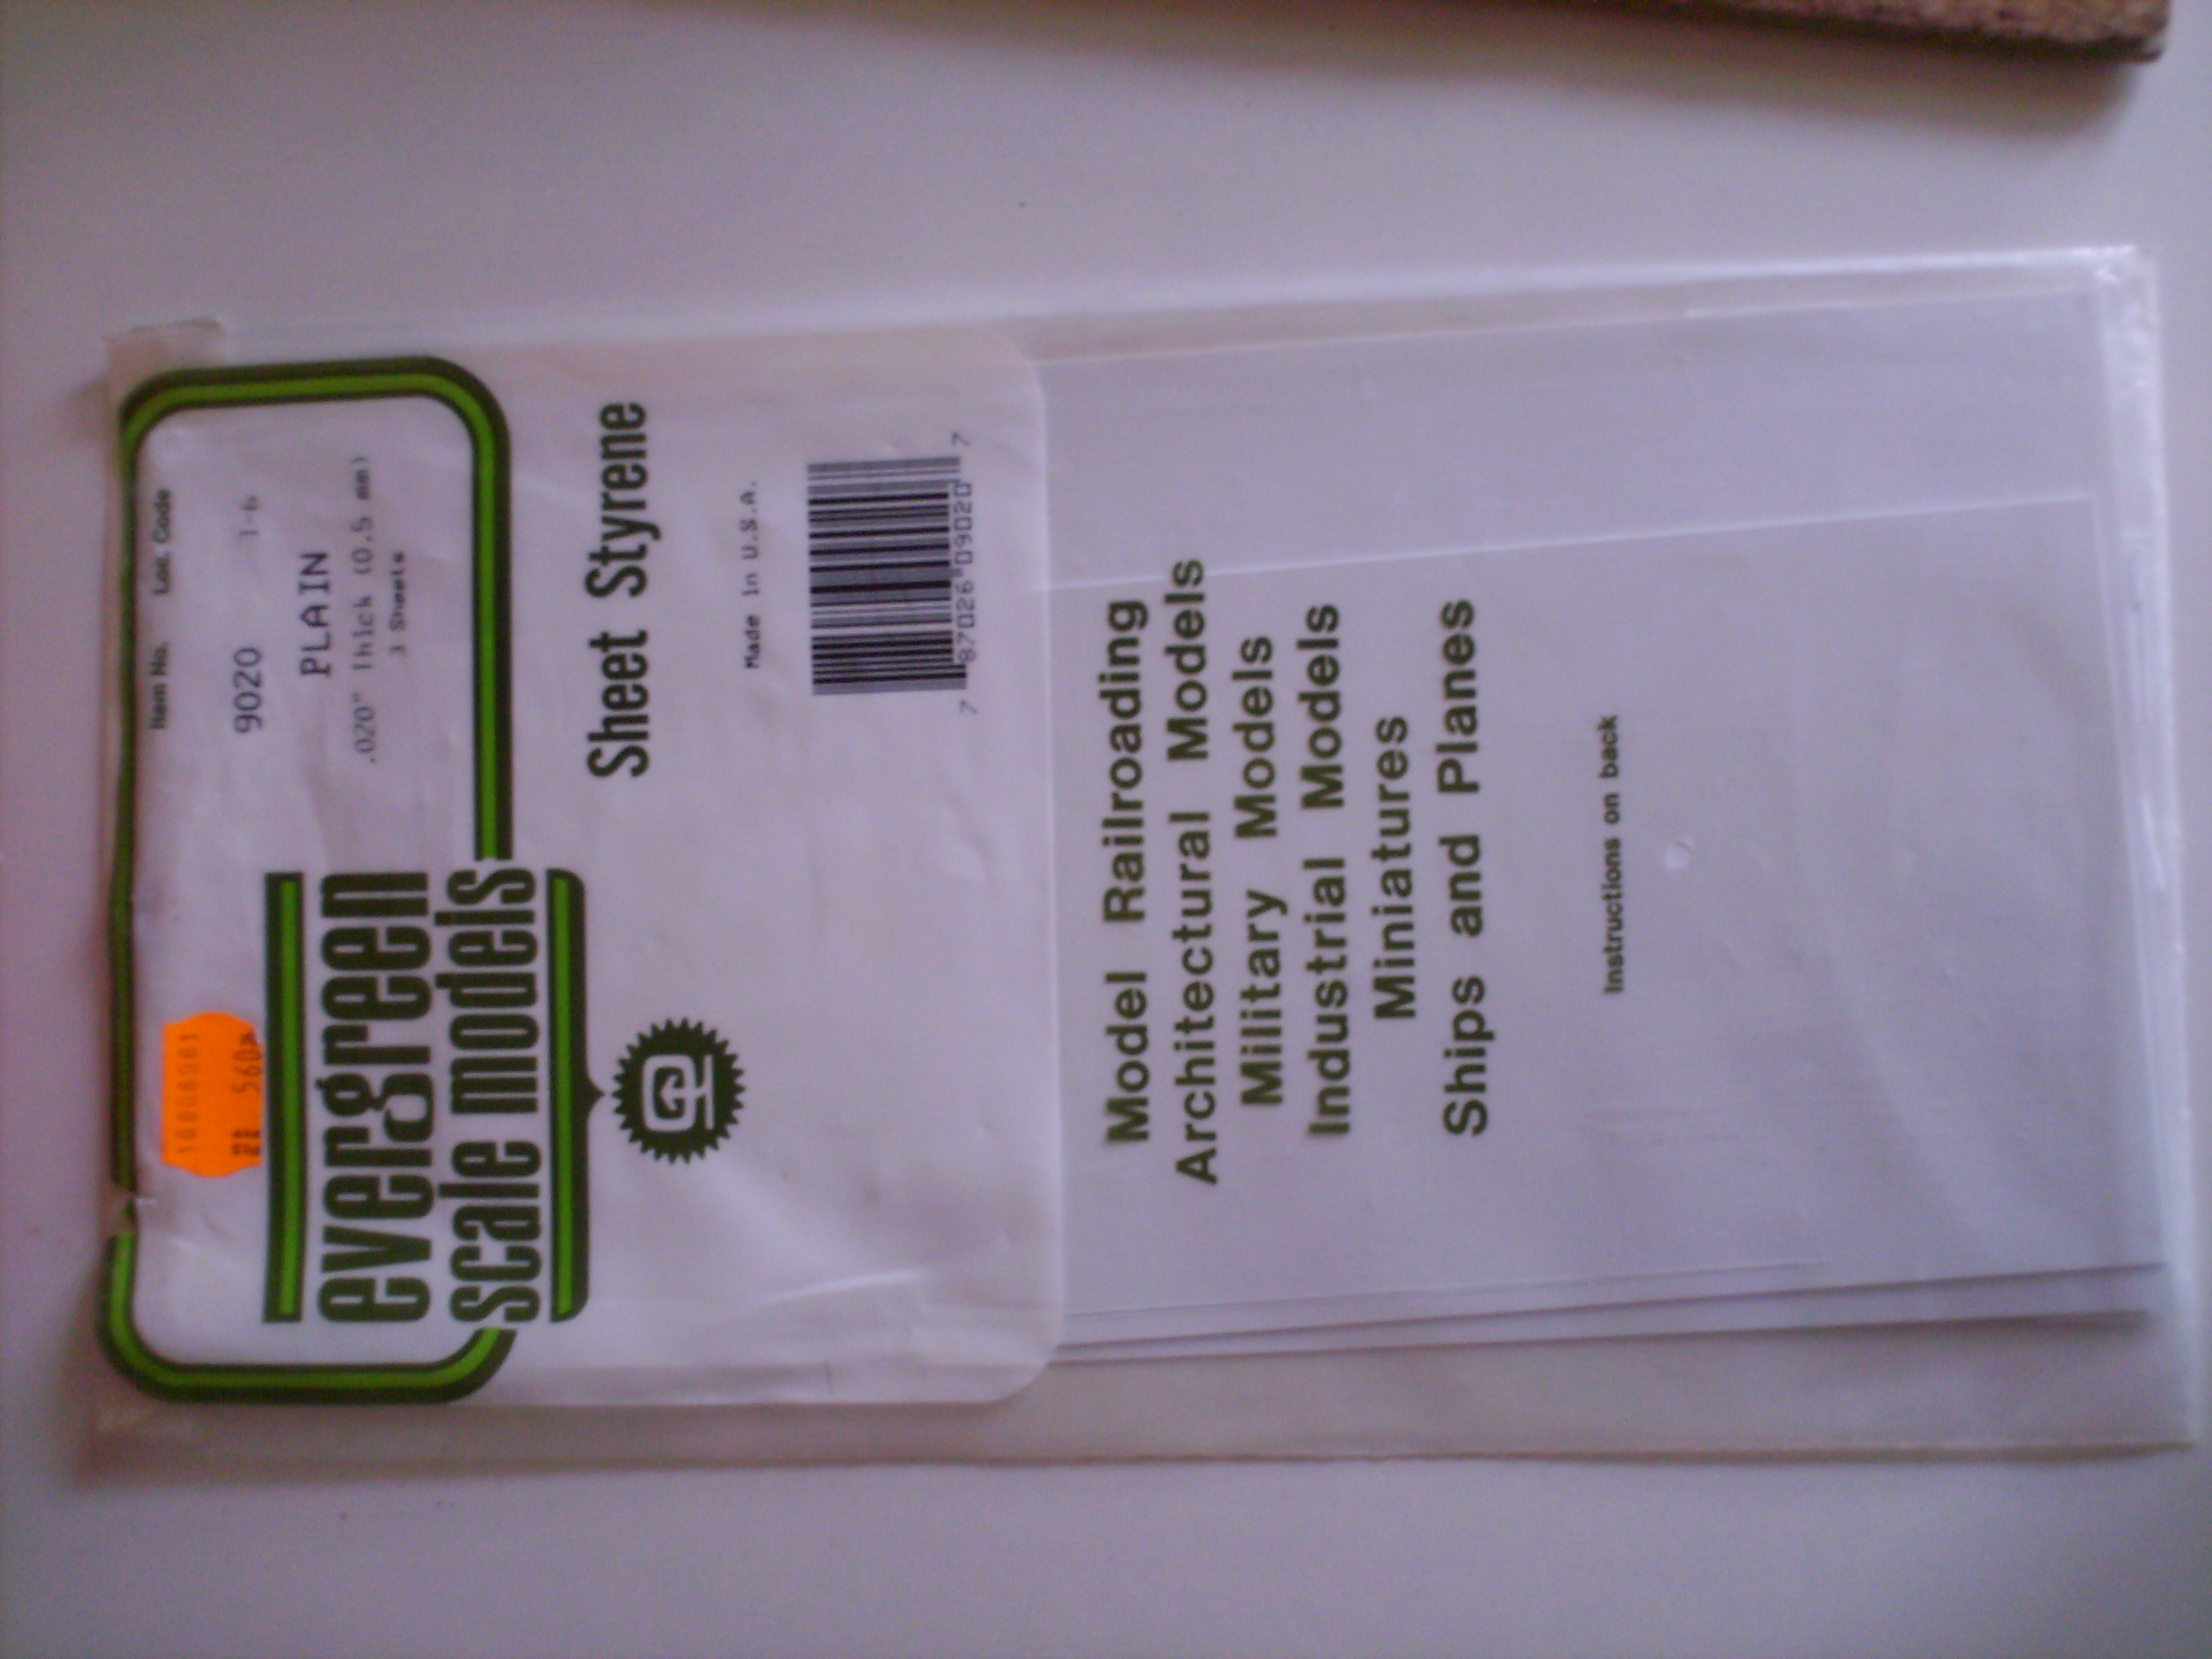 Item No. Loc. Code
9020 1-6
PLAIN
.020" Thick (0.5 mm)
3 Sheets
evergreen
scale models
Sheet Styrene
Made in U.S.A.
7 87026 09020 7
Model Railroading
Architectural Models
Military Models
Industrial Models
Miniatures
Ships and Planes
Instructions on back